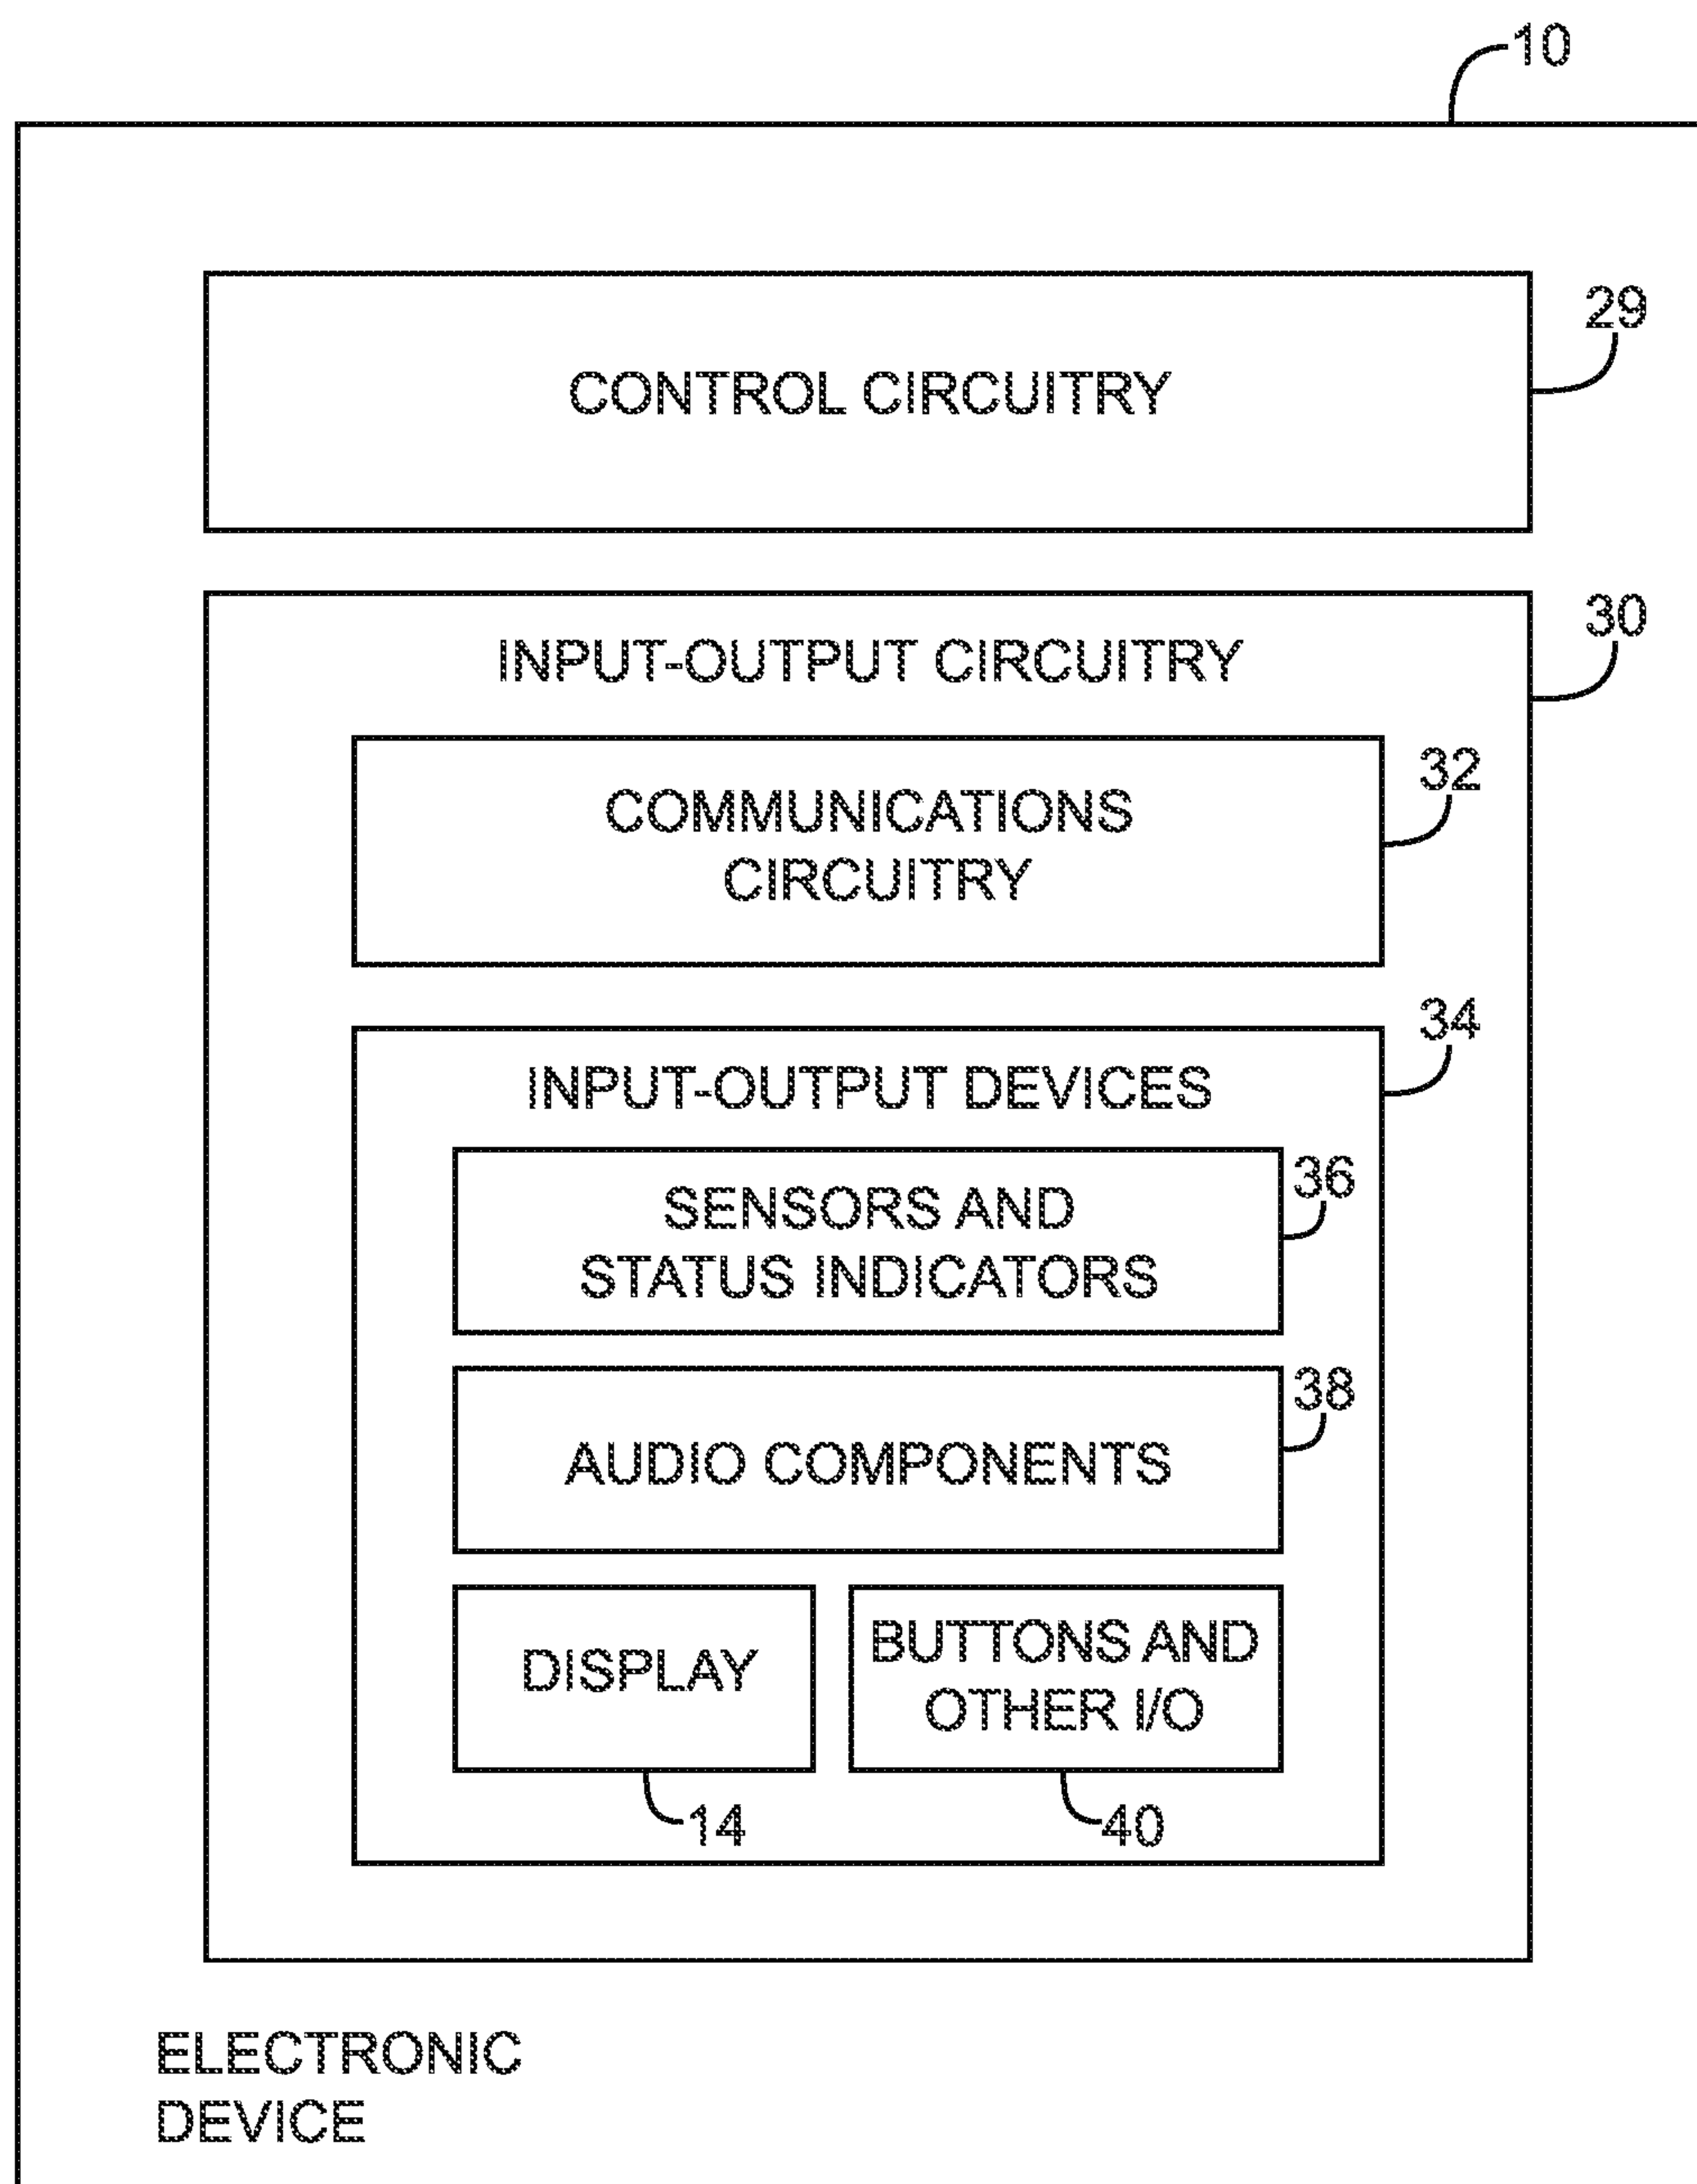 10
CONTROL CIRCUITRY
29
INPUT-OUTPUT CIRCUITRY
30
COMMUNICATIONS
CIRCUITRY
32
INPUT-OUTPUT DEVICES
34
SENSORS AND
STATUS INDICATORS
36
AUDIO COMPONENTS
38
DISPLAY
BUTTONS AND
OTHER I/O
14
40
ELECTRONIC
DEVICE